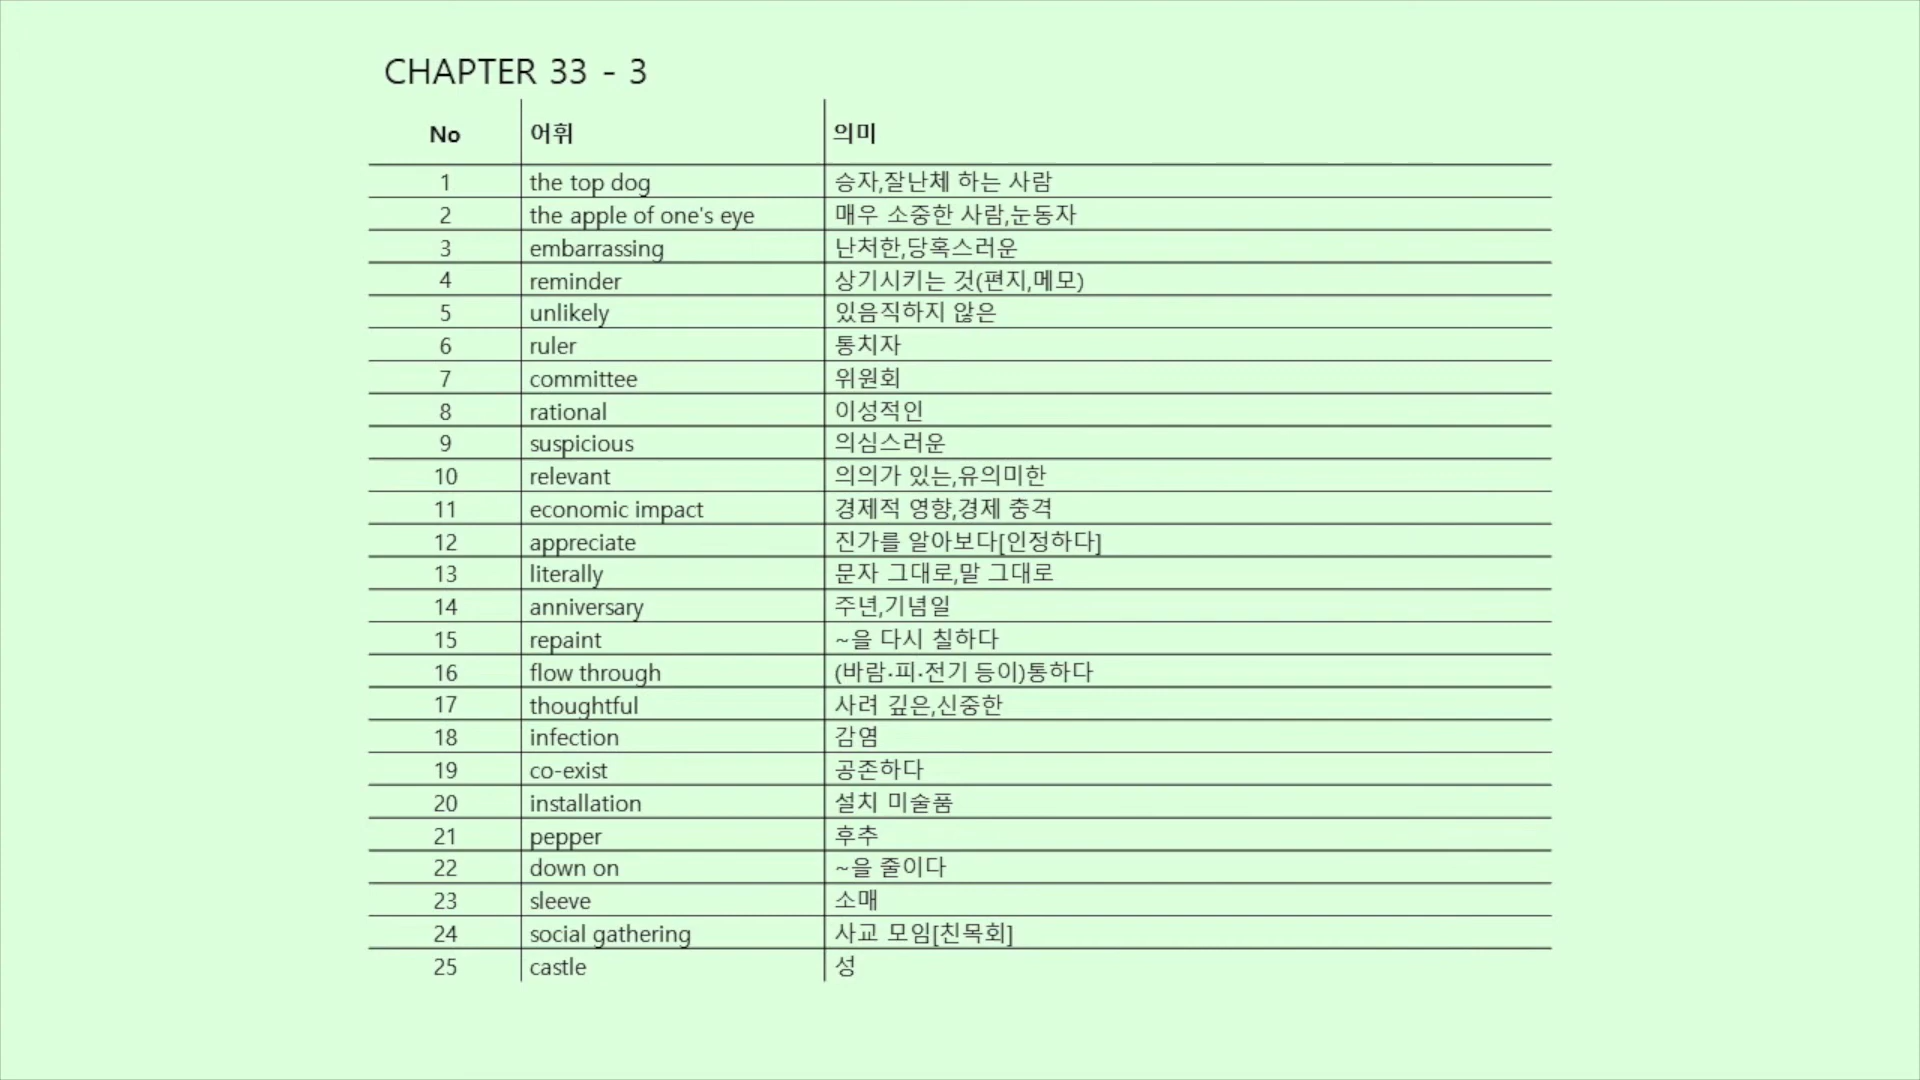 CHAPTER 33 - 3
No 어휘 의미
1 the top dog 승자,잘난체 하는 사람
2 the apple of one's eye 매우 소중한 사람,눈동자
3 embarrassing 난처한,당혹스러운
4 reminder 상기시키는 것(편지,메모)
5 unlikely 있음직하지 않은
6 ruler 통치자
7 committee 위원회
8 rational 이성적인
9 suspicious 의심스러운
10 relevant 의의가 있는,유의미한
11 economic impact 경제적 영향,경제 충격
12 appreciate 진가를 알아보다[인정하다]
13 literally 문자 그대로,말 그대로
14 anniversary 주년,기념일
15 repaint ~을 다시 칠하다
16 flow through (바람·피·전기 등이)통하다
17 thoughtful 사려 깊은,신중한
18 infection 감염
19 co-exist 공존하다
20 installation 설치 미술품
21 pepper 후추
22 down on ~을 줄이다
23 sleeve 소매
24 social gathering 사교 모임[친목회]
25 castle 성